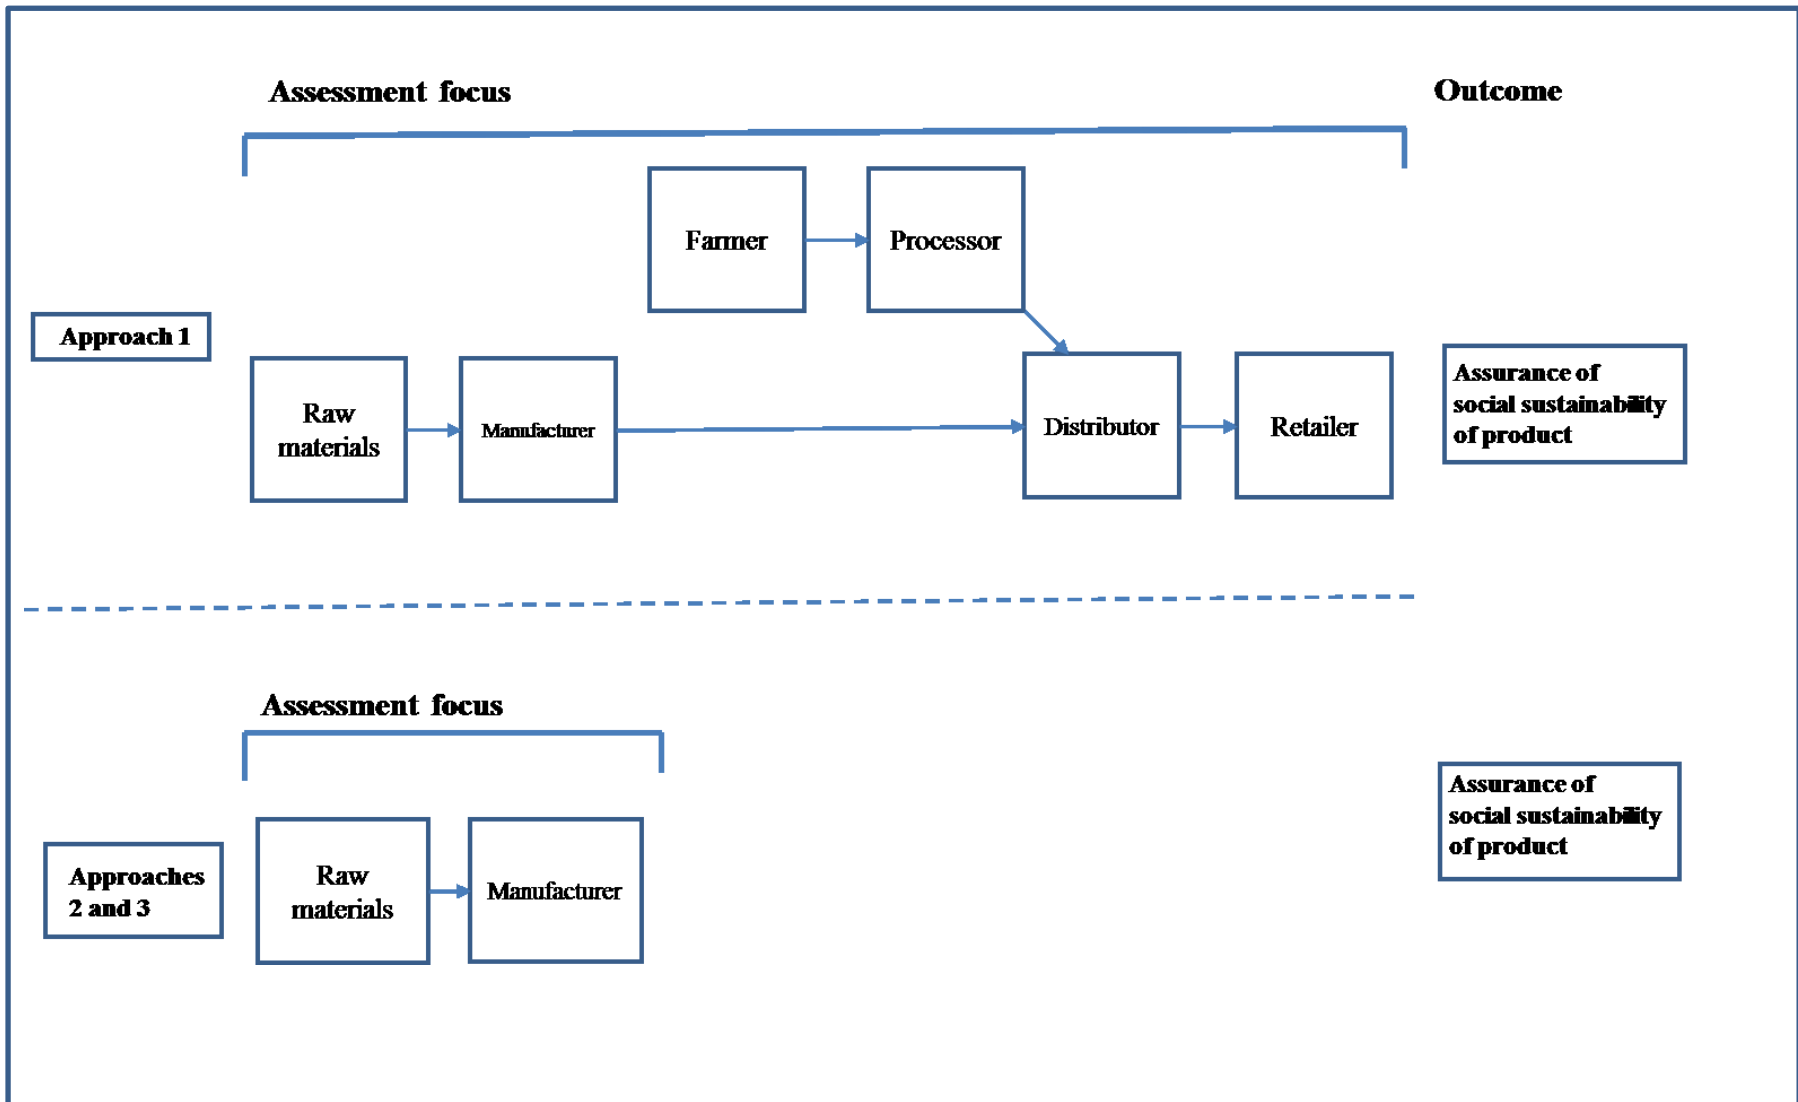 Assessment focus
Outcome
Farmer
Processor
Approach 1
Raw
materials
Manufacturer
Distributor
Retailer
Assurance of
social sustainability
of product
Assessment focus
Approaches
2 and 3
Raw
materials
Manufacturer
Assurance of
social sustainability
of product